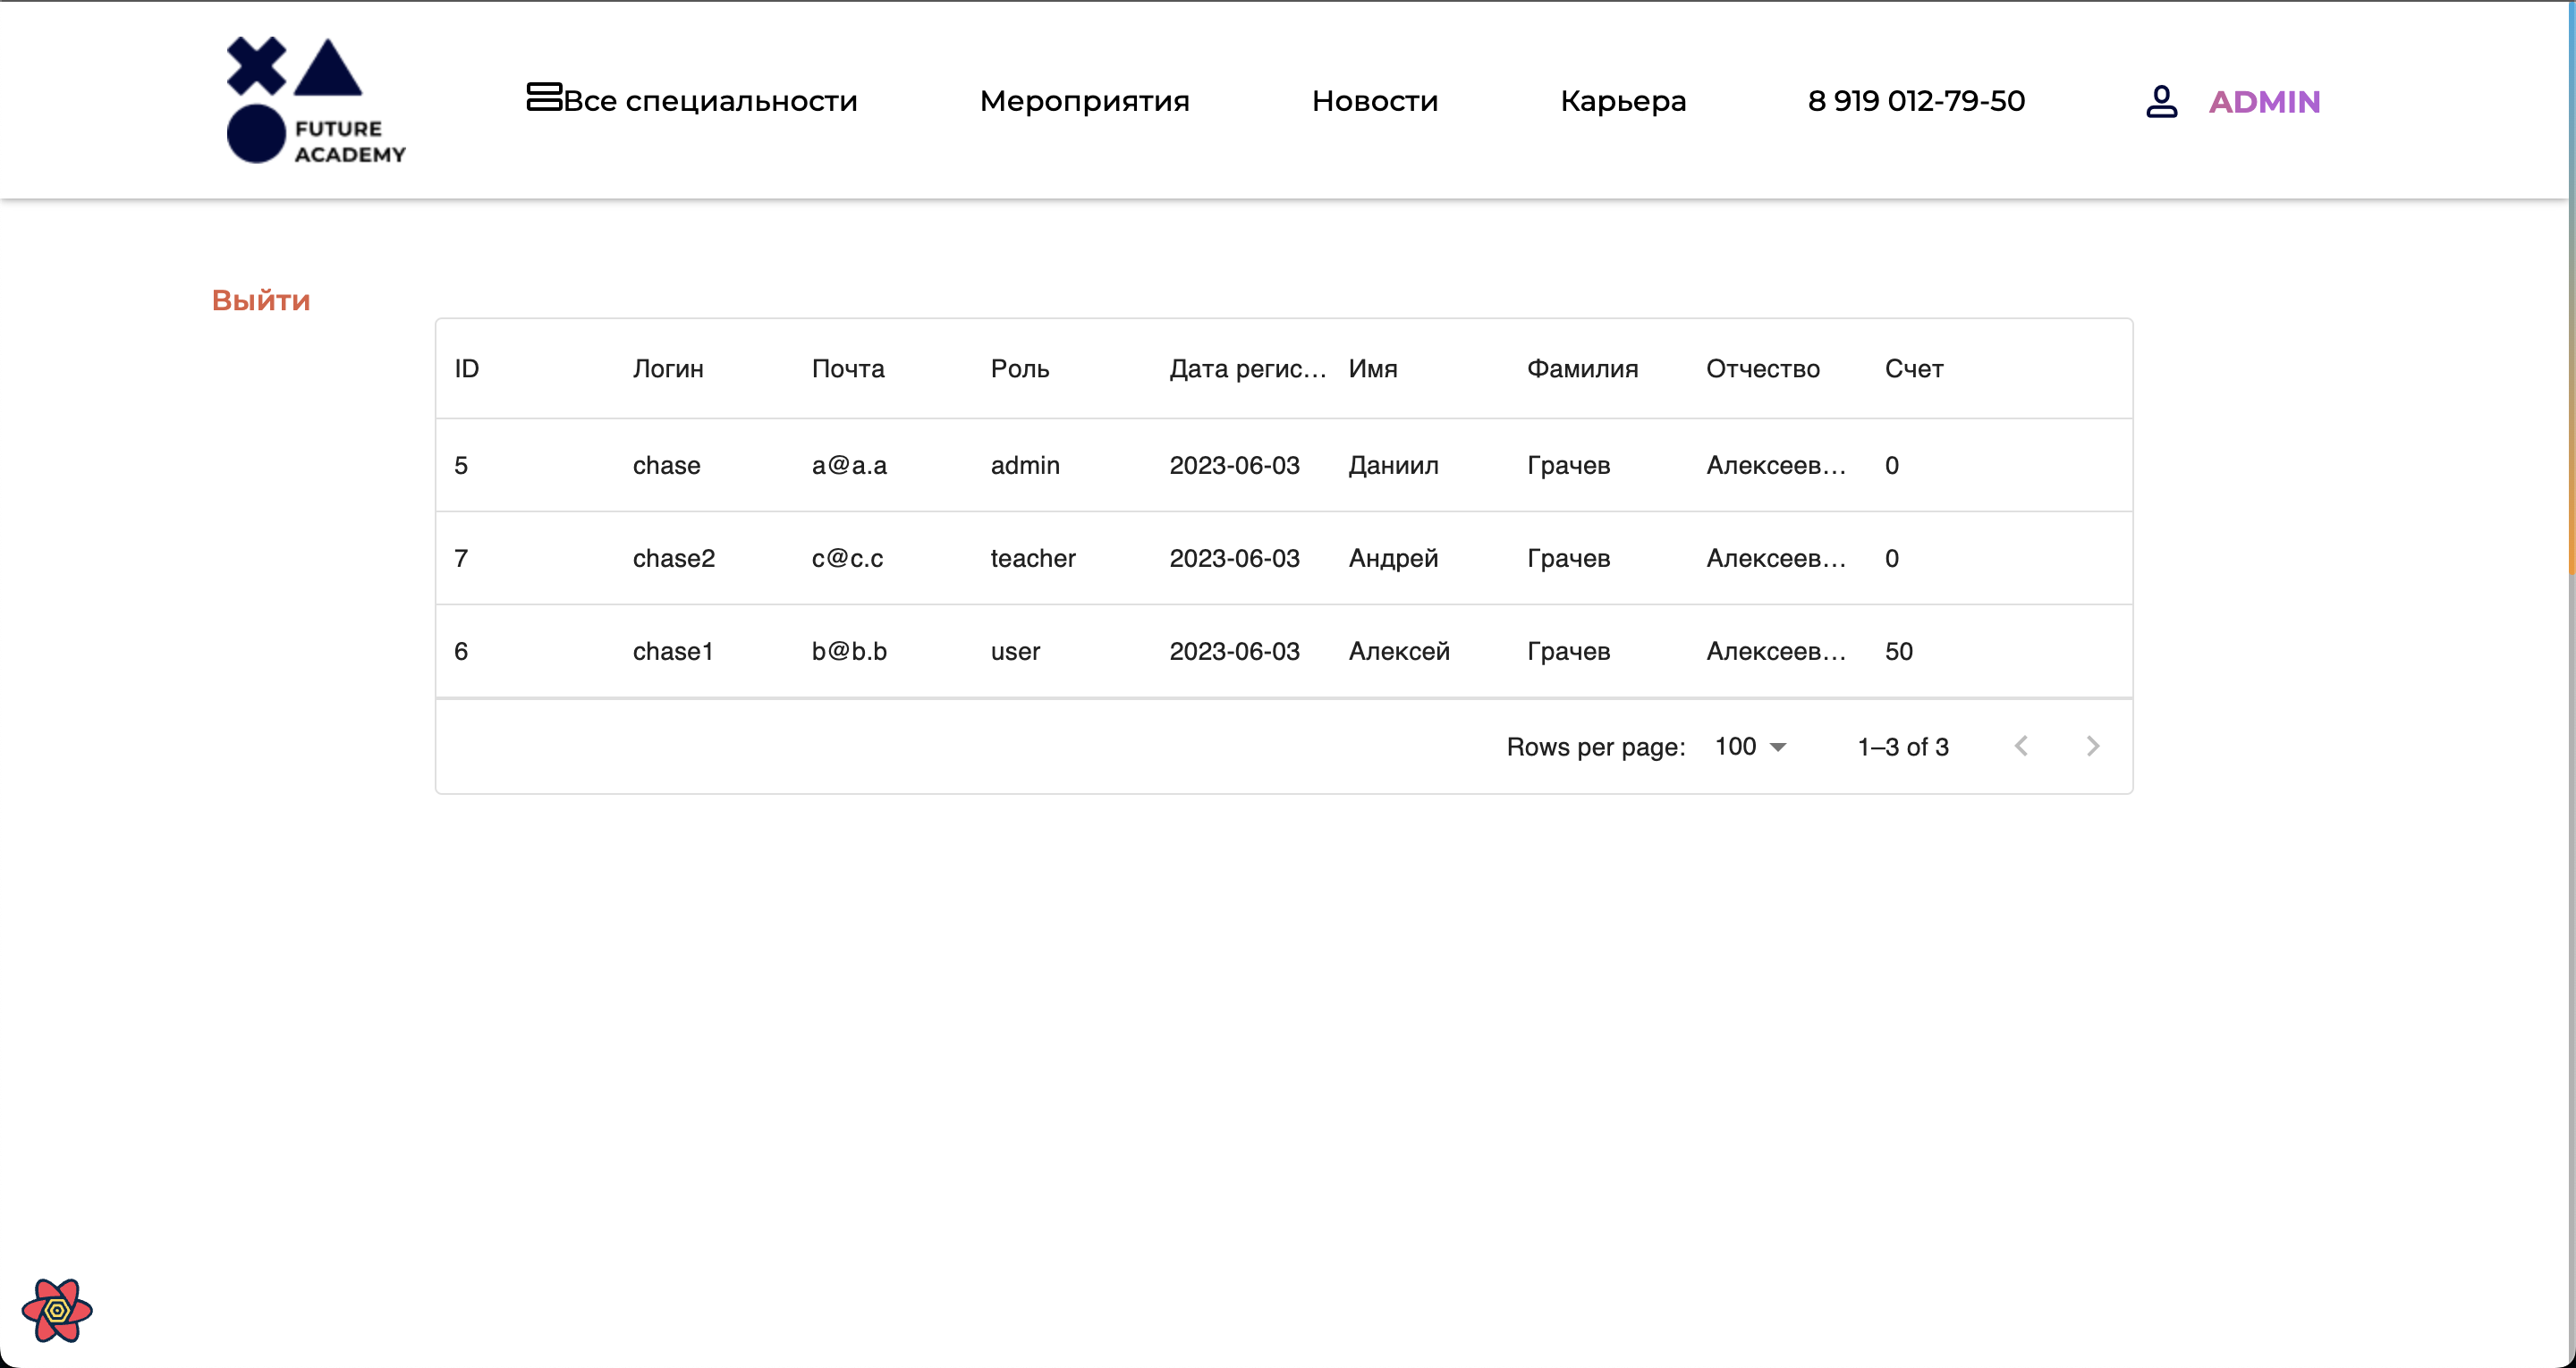 FUTURE
ACADEMY
Все специальности Мероприятия Новости Карьера 8 919 012-79-50 ADMIN
Выйти
ID Логин Почта Роль Дата регис... Имя Фамилия Отчество Счет
5 chase a@a.a admin 2023-06-03 Даниил Грачев Алексеев... 0
7 chase2 c@c.c teacher 2023-06-03 Андрей Грачев Алексеев... 0
6 chase1 b@b.b user 2023-06-03 Алексей Грачев Алексеев... 50
Rows per page: 100 1–3 of 3